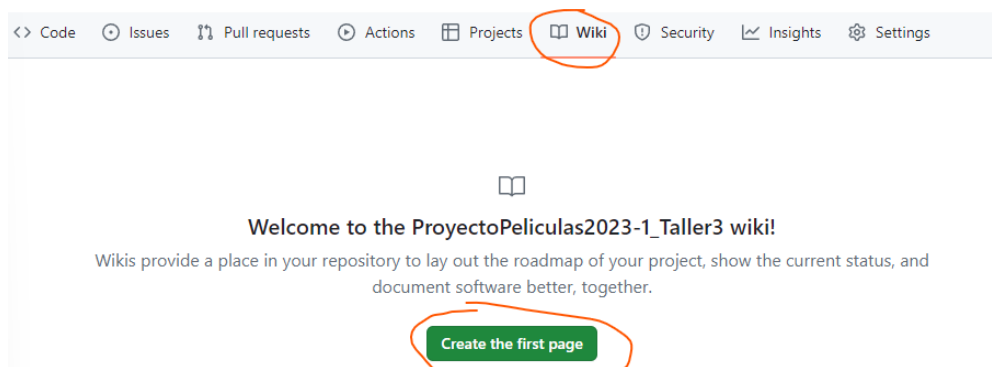 <> Code Issues Pull requests Actions Projects Wiki Security Insights Settings
Welcome to the ProyectoPeliculas2023-1_Taller3 wiki!
Wikis provide a place in your repository to lay out the roadmap of your project, show the current status, and
document software better, together.
Create the first page